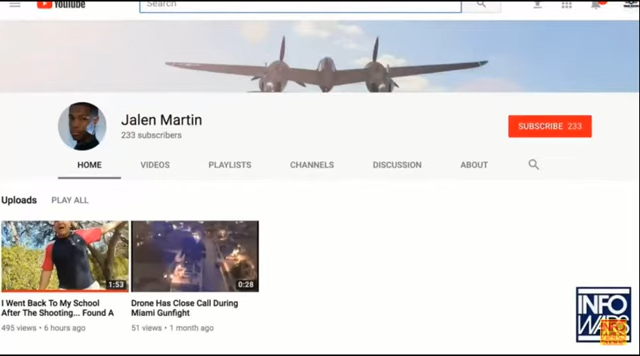 YouTube
Search
Jalen Martin
233 subscribers
SUBSCRIBE 233
HOME VIDEOS PLAYLISTS CHANNELS DISCUSSION ABOUT
Uploads PLAY ALL
1:53
0:28
I Went Back To My School
After The Shooting... Found A
495 views • 6 hours ago
Drone Has Close Call During
Miami Gunfight
51 views • 1 month ago
INFO
WARS